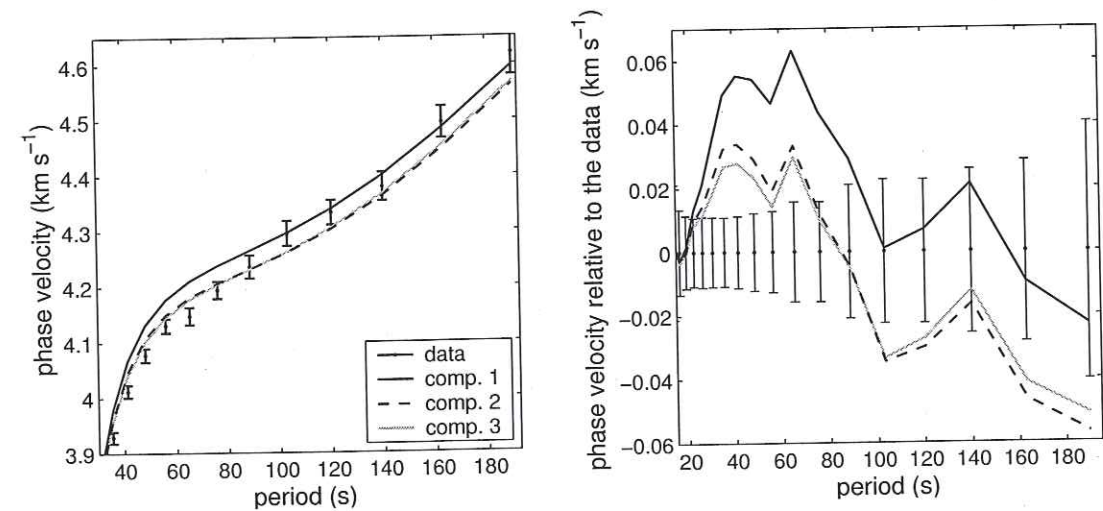 phase velocity (km s⁻¹)
4.6
4.5
4.4
4.3
4.2
4.1
4
3.9
40 60 80 100 120 140 160 180
period (s)
data
comp. 1
comp. 2
comp. 3
phase velocity relative to the data (km s⁻¹)
0.06
0.04
0.02
0
−0.02
−0.04
−0.06
20 40 60 80 100 120 140 160 180
period (s)